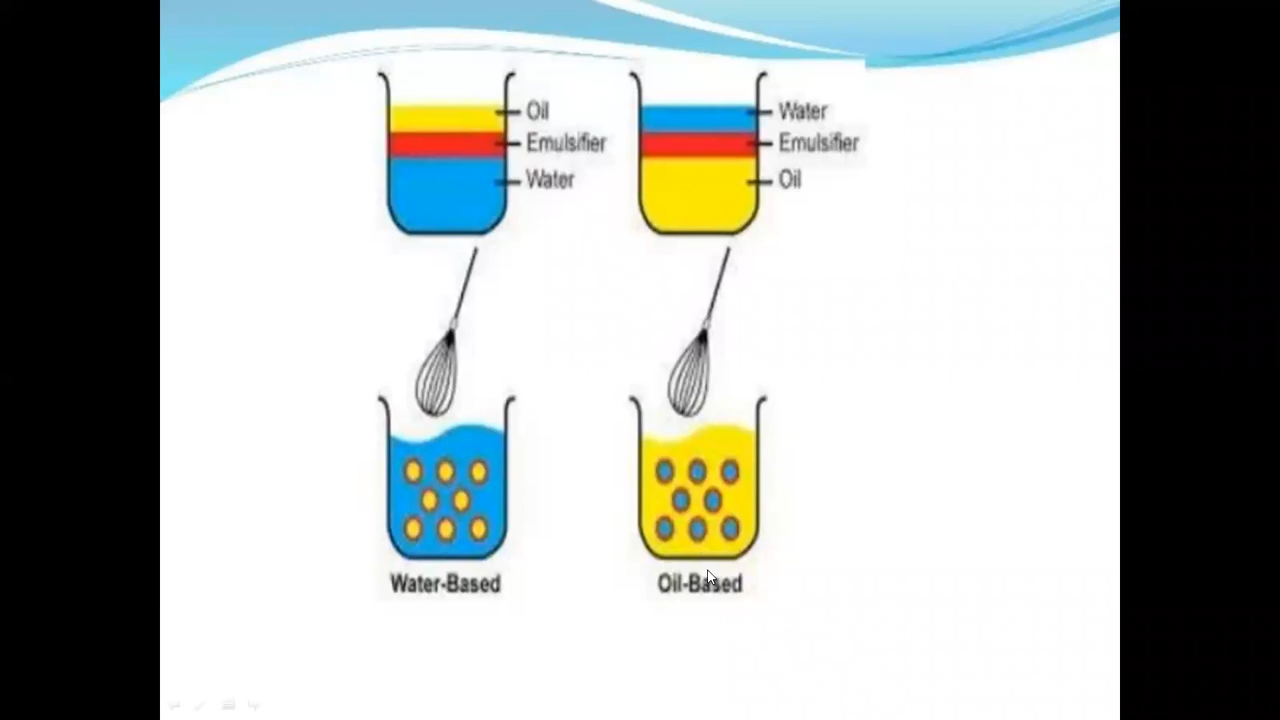 Oil
Emulsifier
Water
Water
Emulsifier
Oil
Water-Based
Oil-Based